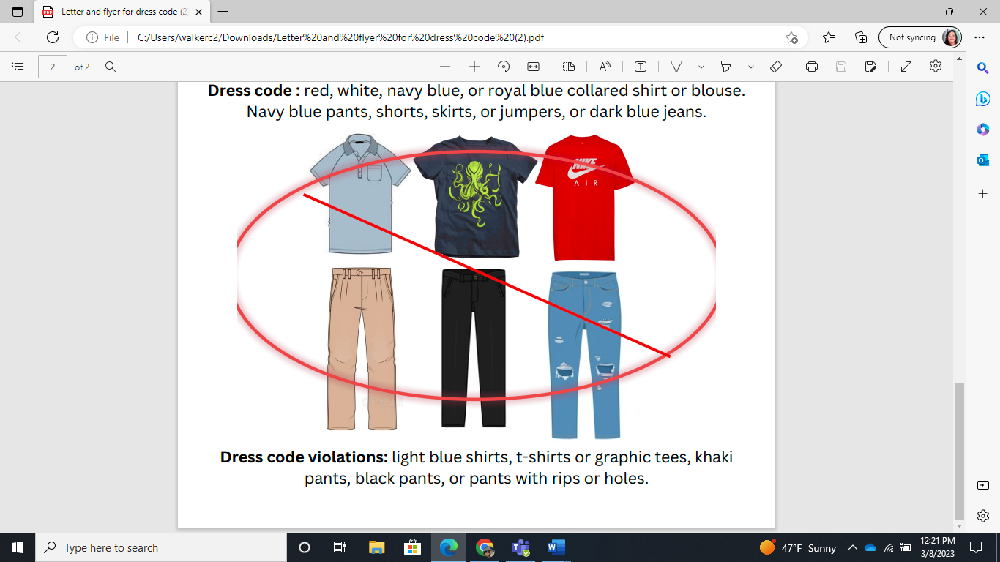 Letter and flyer for dress code (2
File
C:/Users/walkerc2/Downloads/Letter%20and%20flyer%20for%20dress%20code%20(2).pdf
Not syncing
2 of 2
Dress code : red, white, navy blue, or royal blue collared shirt or blouse.
Navy blue pants, shorts, skirts, or jumpers, or dark blue jeans.
NIKE
AIR
Dress code violations: light blue shirts, t-shirts or graphic tees, khaki
pants, black pants, or pants with rips or holes.
Type here to search
47°F Sunny
12:21 PM
3/8/2023